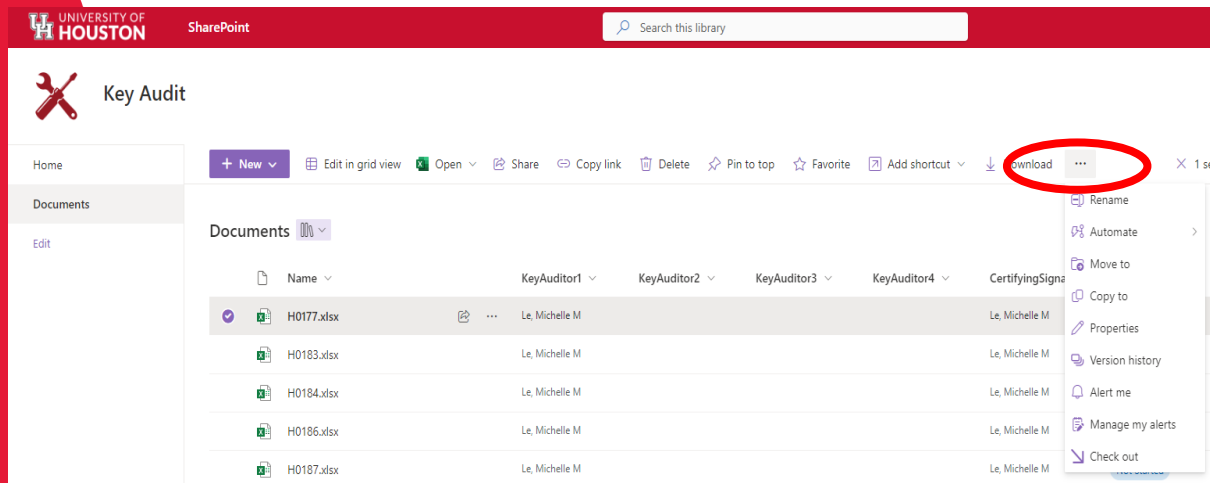 UNIVERSITY OF
HOUSTON
SharePoint
Search this library
Key Audit
Home
Documents
Edit
New
Edit in grid view
Open
Share
Copy link
Delete
Pin to top
Favorite
Add shortcut
Download
...
1 se
Rename
Automate
Move to
Copy to
Properties
Version history
Alert me
Manage my alerts
Check out
Documents
Name KeyAuditor1 KeyAuditor2 KeyAuditor3 KeyAuditor4 CertifyingSigna
H0177.xlsx ... Le, Michelle M Le, Michelle M
H0183.xlsx Le, Michelle M Le, Michelle M
H0184.xlsx Le, Michelle M Le, Michelle M
H0186.xlsx Le, Michelle M Le, Michelle M
H0187.xlsx Le, Michelle M Le, Michelle M Not started